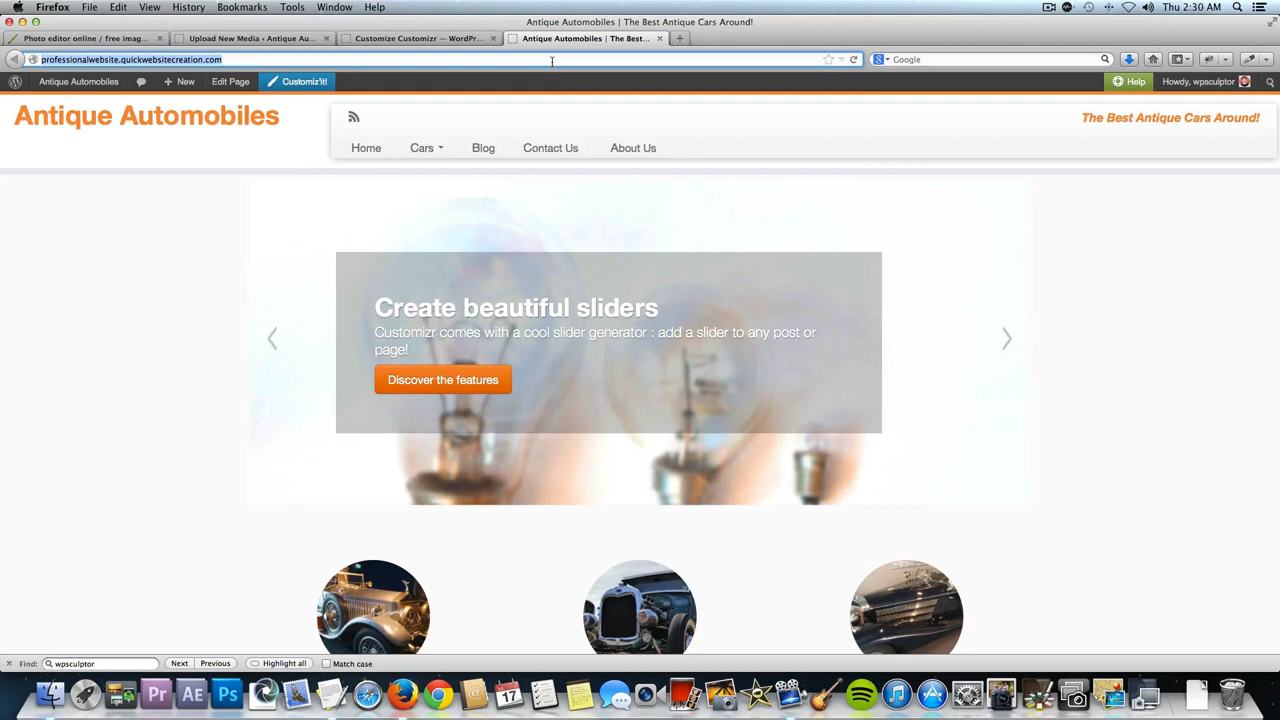 Firefox File Edit View History Bookmarks Tools Window Help Thu 2:30 AM
Antique Automobiles | The Best Antique Cars Around!
Photo editor online / free imag... Upload New Media ‹ Antique Au... Customize Customizr — WordPr... Antique Automobiles | The Best...
professionalwebsite.quickwebsitecreation.com Google
Antique Automobiles New Edit Page Customiz'it! Help Howdy, wpsculptor
Antique Automobiles
The Best Antique Cars Around!
Home Cars Blog Contact Us About Us
Create beautiful sliders
Customizr comes with a cool slider generator : add a slider to any post or
page!
Discover the features
Find: wpsculptor Next Previous Highlight all Match case
Pr Ae Ps 17